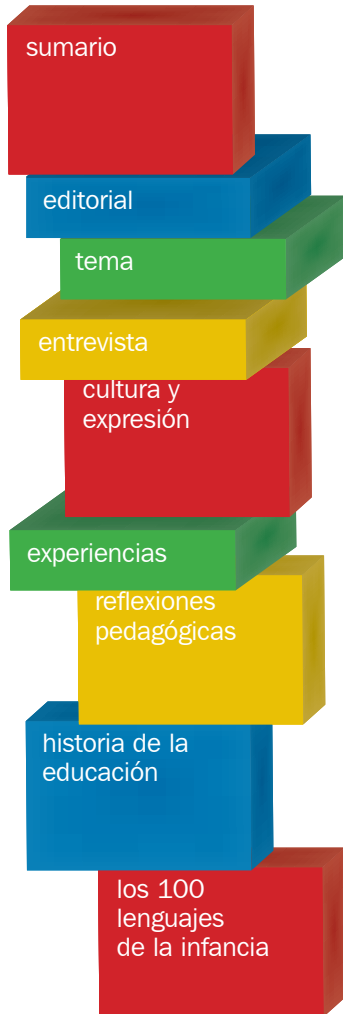 sumario
editorial
tema
entrevista
cultura y
expresión
experiencias
reflexiones
pedagógicas
historia de la
educación
los 100
lenguajes
de la infancia